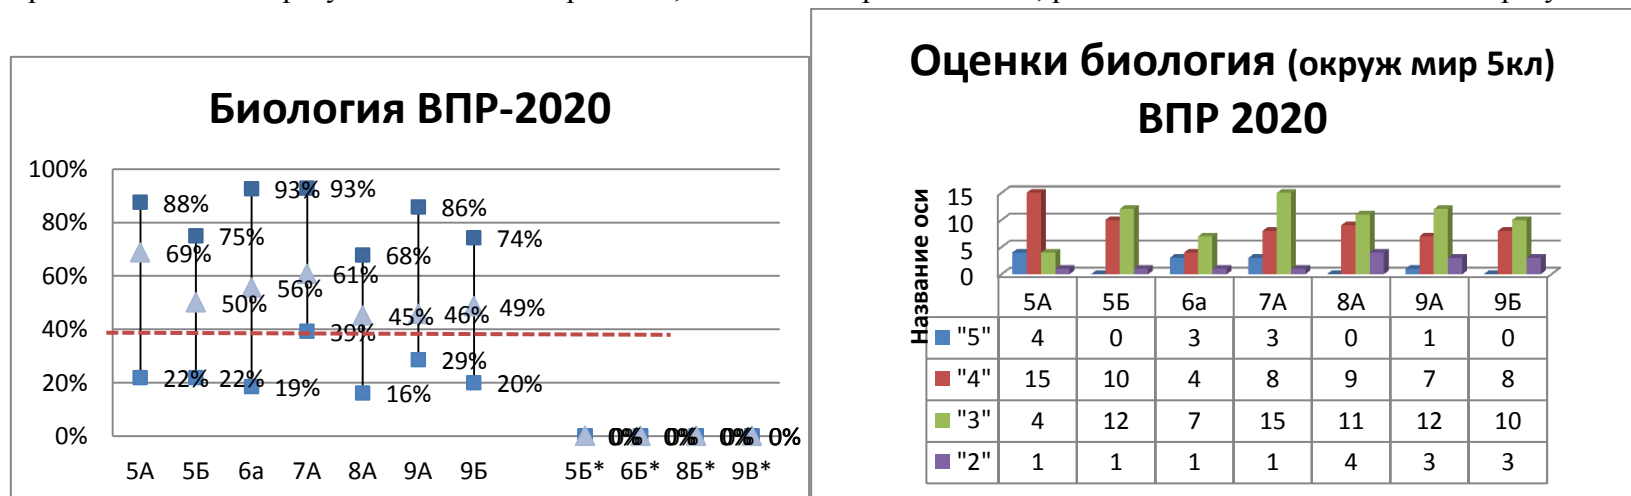 Биология ВПР-2020
100%
80%
60%
40%
20%
0%
88%
69%
22%
75%
50%
22%
93%
56%
19%
93%
61%
39%
68%
45%
16%
86%
46%
29%
74%
49%
20%
0% 0% 0% 0%
5А 5Б 6а 7А 8А 9А 9Б 5Б* 6Б* 8Б* 9В*
Оценки биология (окруж мир 5кл)
ВПР 2020
Название оси
15
10
5
0
5А 5Б 6а 7А 8А 9А 9Б
"5" 4 0 3 3 0 1 0
"4" 15 10 4 8 9 7 8
"3" 4 12 7 15 11 12 10
"2" 1 1 1 1 4 3 3